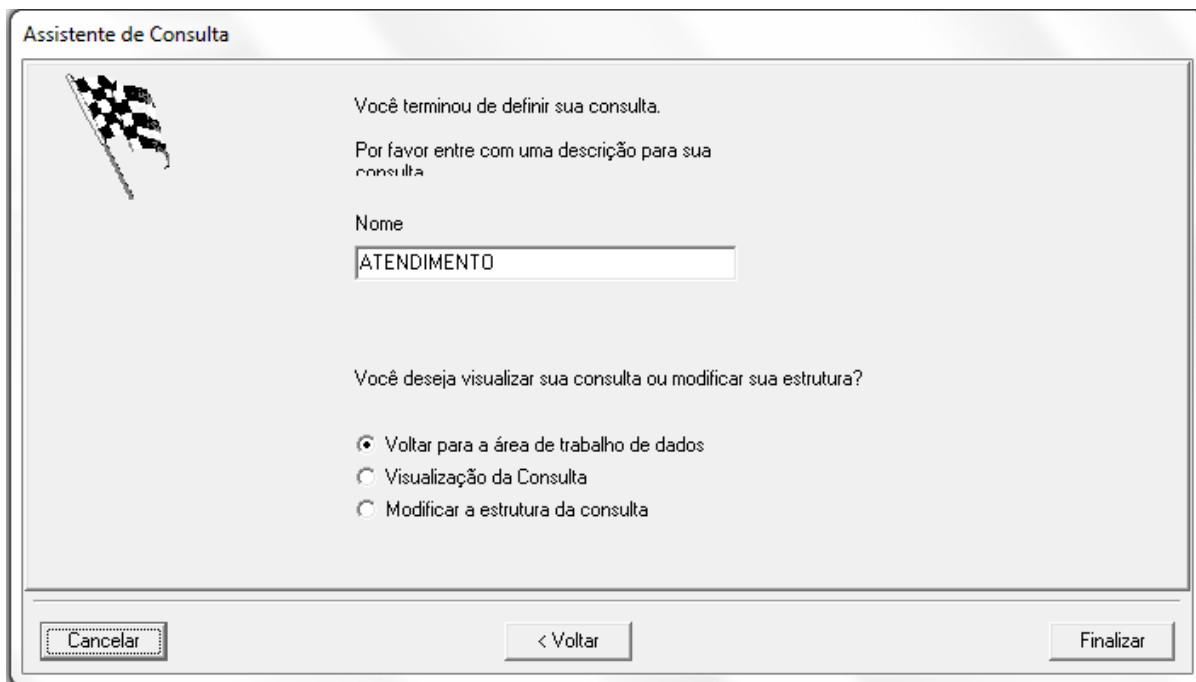 Assistente de Consulta
Você terminou de definir sua consulta.
Por favor entre com uma descrição para sua
consulta
Nome
ATENDIMENTO
Você deseja visualizar sua consulta ou modificar sua estrutura?
Voltar para a área de trabalho de dados
Visualização da Consulta
Modificar a estrutura da consulta
Cancelar
< Voltar
Finalizar